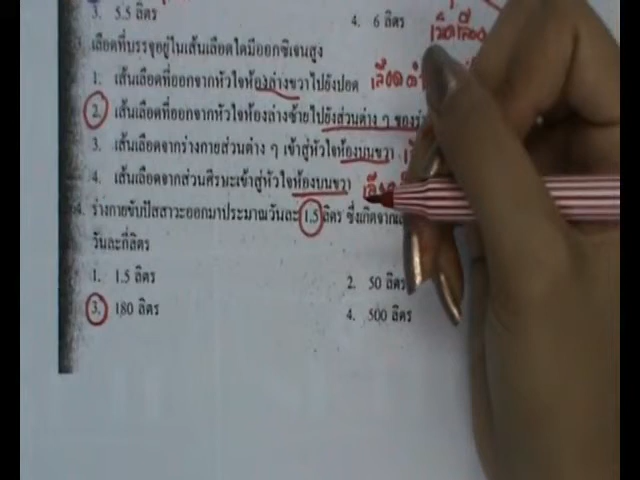 3. 5.5 ลิตร 4. 6 ลิตร
เลือดที่บรรจุอยู่ในเส้นเลือดใดมีออกซิเจนสูง
1. เส้นเลือดที่ออกจากหัวใจห้องล่างขวาไปยังปอด
2. เส้นเลือดที่ออกจากหัวใจห้องล่างซ้ายไปยังส่วนต่าง ๆ ของ
3. เส้นเลือดจากร่างกายส่วนต่าง ๆ เข้าสู่หัวใจห้องบนขวา
4. เส้นเลือดจากส่วนศีรษะเข้าสู่หัวใจห้องบนขวา
4. ร่างกายขับปัสสาวะออกมาประมาณวันละ 1.5 ลิตร ซึ่งเกิดจาก
วันละกี่ลิตร
1. 1.5 ลิตร 2. 50 ลิตร
3. 180 ลิตร 4. 500 ลิตร